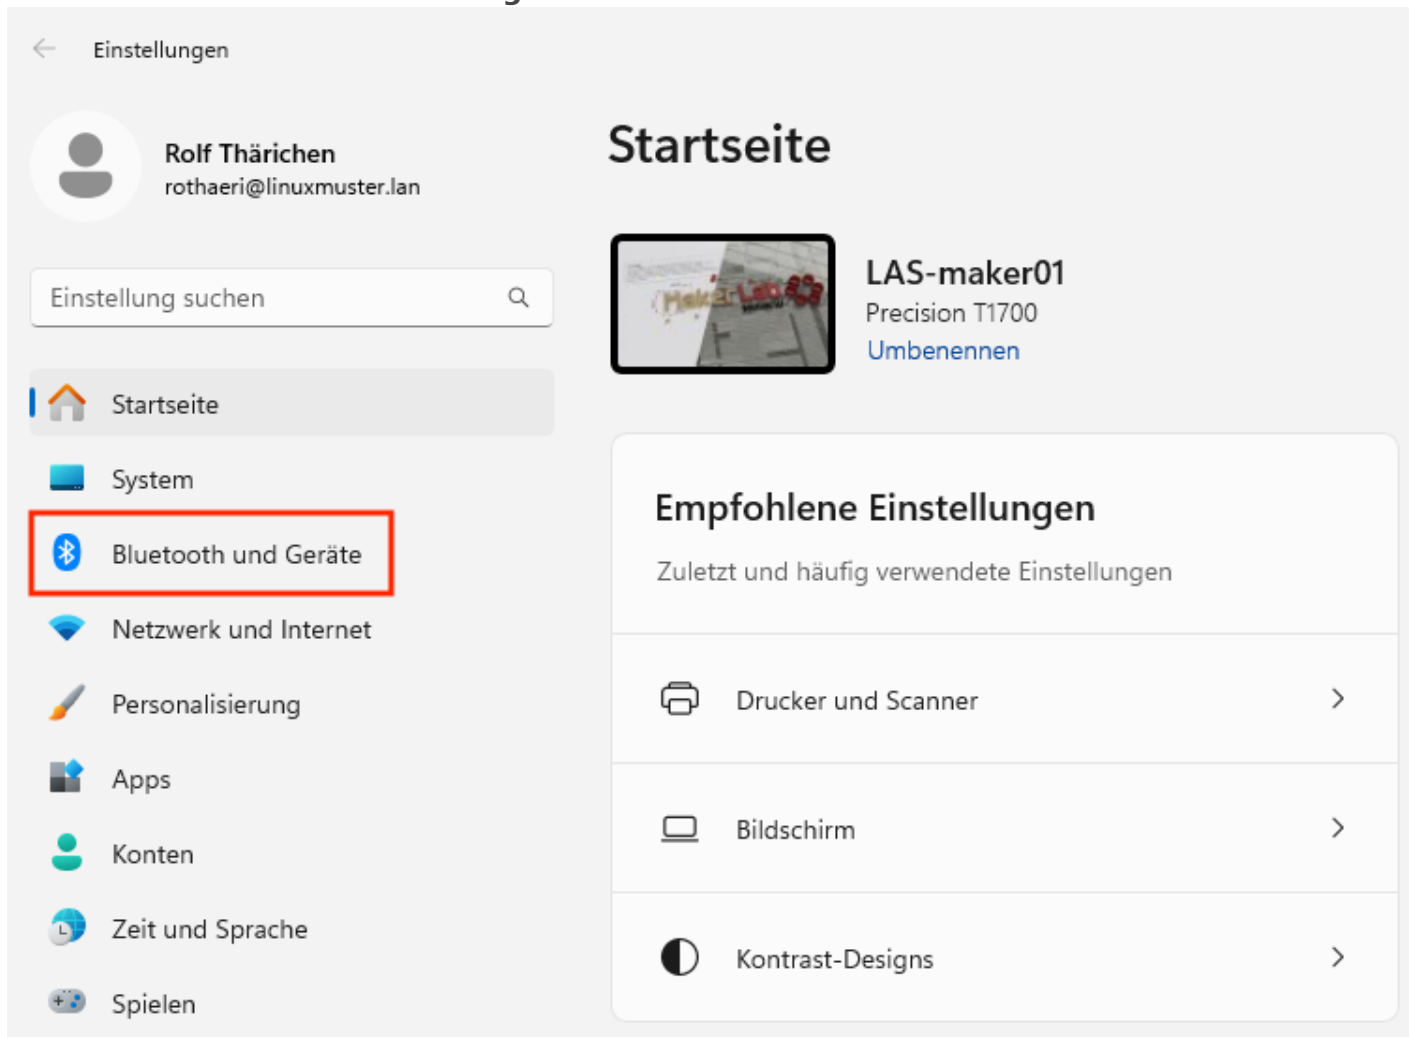 Einstellungen
Rolf Thärichen
rothaeri@linuxmuster.lan
Einstellung suchen
Startseite
System
Bluetooth und Geräte
Netzwerk und Internet
Personalisierung
Apps
Konten
Zeit und Sprache
Spielen
Startseite
MakerLab
LAS-maker01
Precision T1700
Umbenennen
Empfohlene Einstellungen
Zuletzt und häufig verwendete Einstellungen
Drucker und Scanner
Bildschirm
Kontrast-Designs